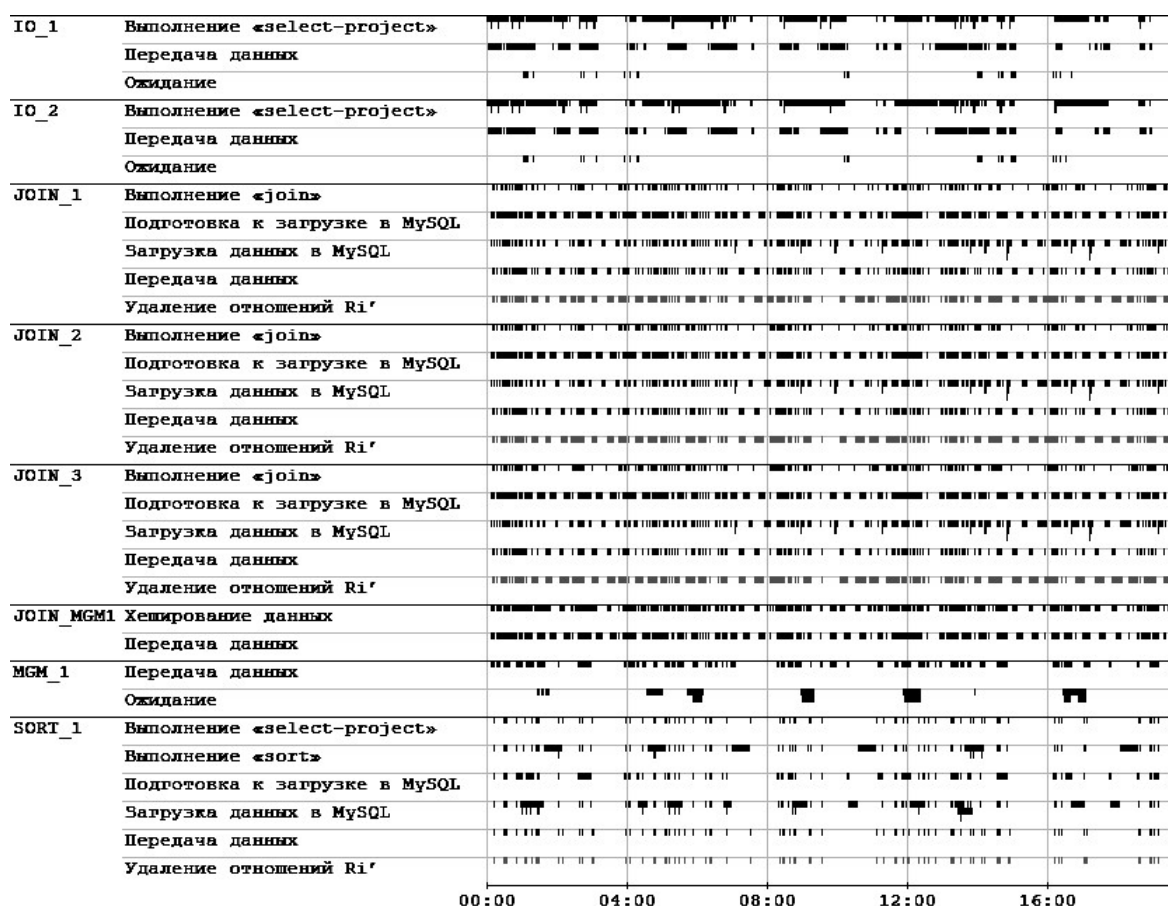 IO_1 Выполнение «select-project»
Передача данных
Ожидание
IO_2 Выполнение «select-project»
Передача данных
Ожидание
JOIN_1 Выполнение «join»
Подготовка к загрузке в MySQL
Загрузка данных в MySQL
Передача данных
Удаление отношений Ri’
JOIN_2 Выполнение «join»
Подготовка к загрузке в MySQL
Загрузка данных в MySQL
Передача данных
Удаление отношений Ri’
JOIN_3 Выполнение «join»
Подготовка к загрузке в MySQL
Загрузка данных в MySQL
Передача данных
Удаление отношений Ri’
JOIN_MGM1 Хеширование данных
Передача данных
MGM_1 Передача данных
Ожидание
SORT_1 Выполнение «select-project»
Выполнение «sort»
Подготовка к загрузке в MySQL
Загрузка данных в MySQL
Передача данных
Удаление отношений Ri’
00:00 04:00 08:00 12:00 16:00